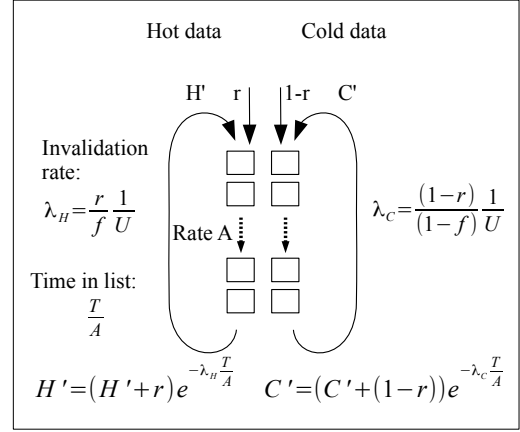 Hot data Cold data
H' r 1-r C'
Invalidation
rate:
λ_H = r/f 1/U
λ_C = (1−r)/(1−f) 1/U
Rate A
Time in list:
T/A
H' = (H' + r) e^{−λ_H T/A} C' = (C' + (1−r)) e^{−λ_C T/A}